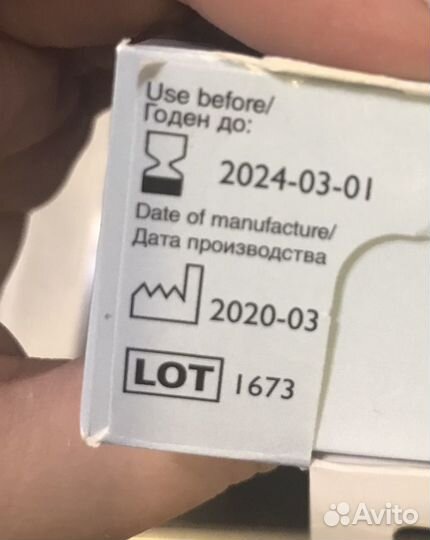 Use before/
Годен до:
2024-03-01
Date of manufacture/
Дата производства
2020-03
LOT 1673
Avito